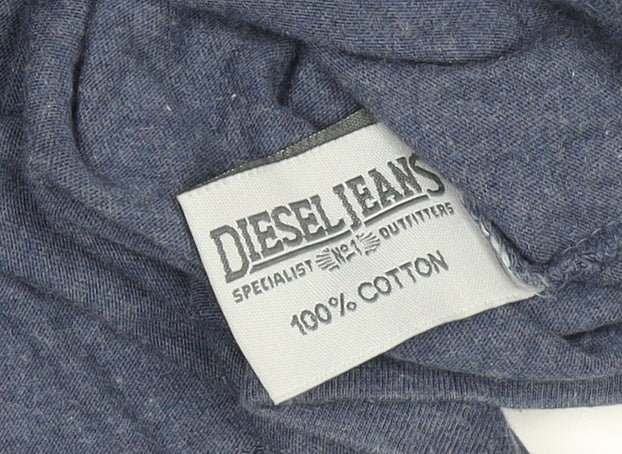 DIESEL JEANS
SPECIALIST Nº1 OUTFITTERS
100% COTTON